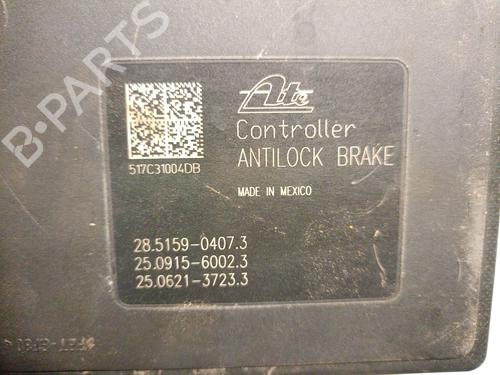 B-PARTS
Ate
517C31004DB
Controller
ANTILOCK BRAKE
MADE IN MEXICO
28.5159-0407.3
25.0915-6002.3
25.0621-3723.3